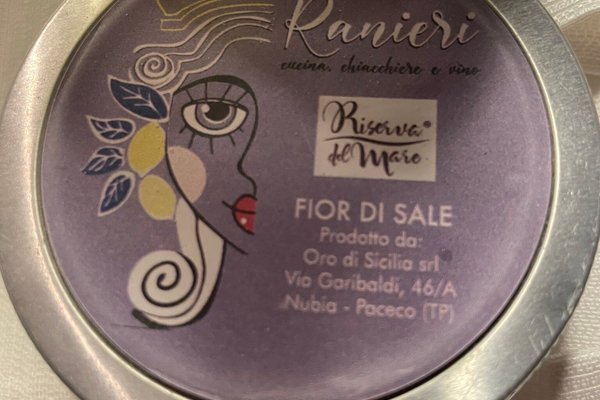 Ranieri
cucina, chiacchiere e vino
Riserva®
del Mare
FIOR DI SALE
Prodotto da:
Oro di Sicilia srl
Via Garibaldi, 46/A
Nubia - Paceco (TP)